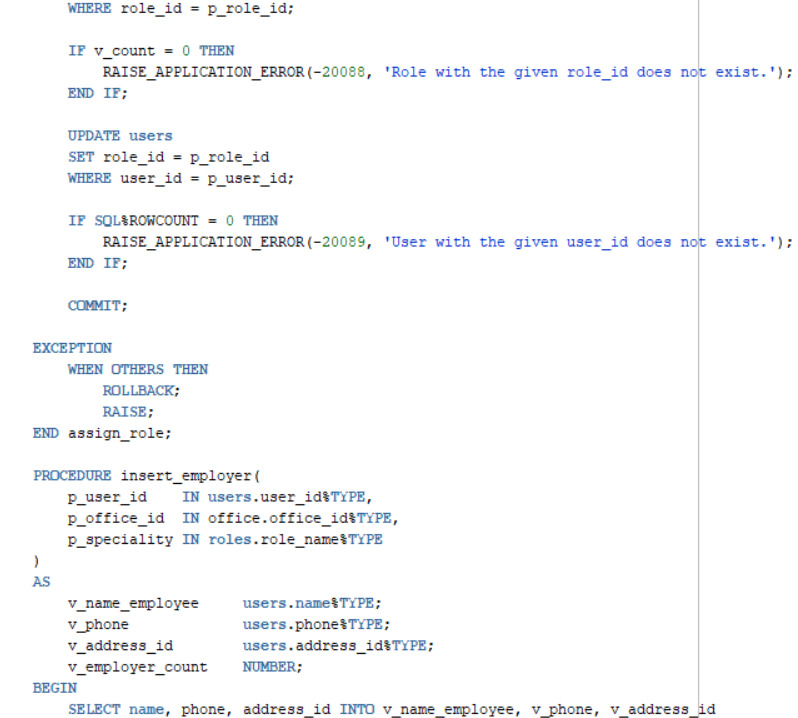 WHERE role_id = p_role_id;
IF v_count = 0 THEN
RAISE_APPLICATION_ERROR(-20088, 'Role with the given role_id does not exist.');
END IF;
UPDATE users
SET role_id = p_role_id
WHERE user_id = p_user_id;
IF SQL%ROWCOUNT = 0 THEN
RAISE_APPLICATION_ERROR(-20089, 'User with the given user_id does not exist.');
END IF;
COMMIT;
EXCEPTION
WHEN OTHERS THEN
ROLLBACK;
RAISE;
END assign_role;
PROCEDURE insert_employer(
p_user_id    IN users.user_id%TYPE,
p_office_id  IN office.office_id%TYPE,
p_speciality IN roles.role_name%TYPE
)
AS
v_name_employee     users.name%TYPE;
v_phone             users.phone%TYPE;
v_address_id        users.address_id%TYPE;
v_employer_count    NUMBER;
BEGIN
SELECT name, phone, address_id INTO v_name_employee, v_phone, v_address_id